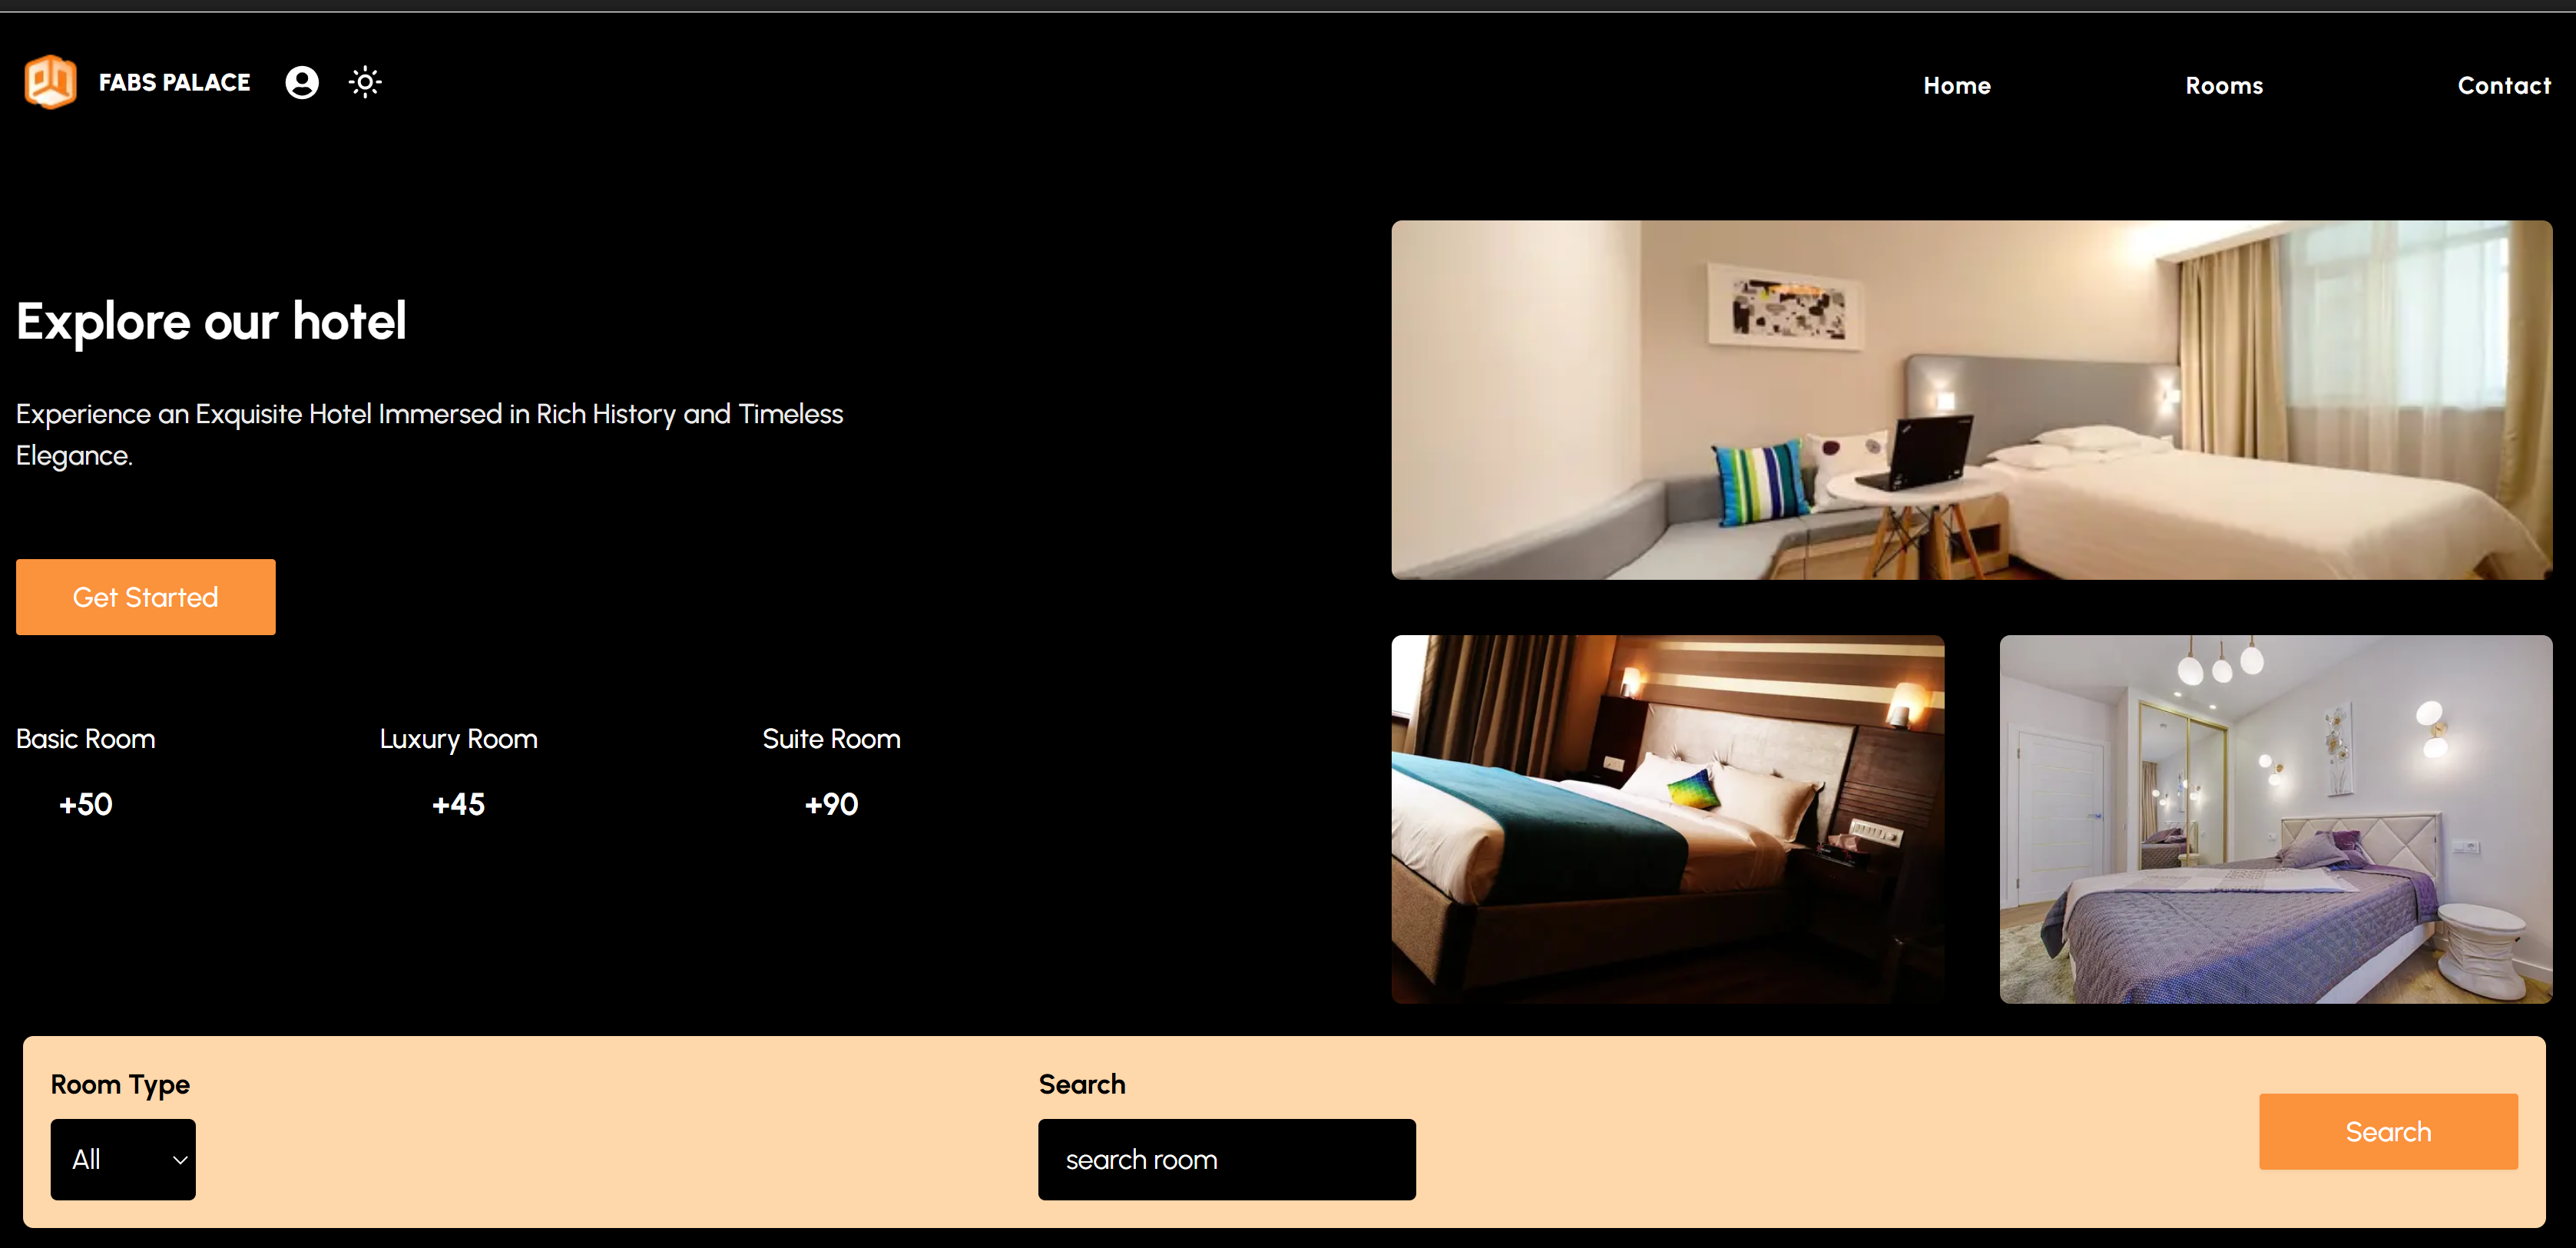 FABS PALACE
Home
Rooms
Contact
Explore our hotel
Experience an Exquisite Hotel Immersed in Rich History and Timeless
Elegance.
Get Started
Basic Room
Luxury Room
Suite Room
+50
+45
+90
Room Type
Search
All
search room
Search